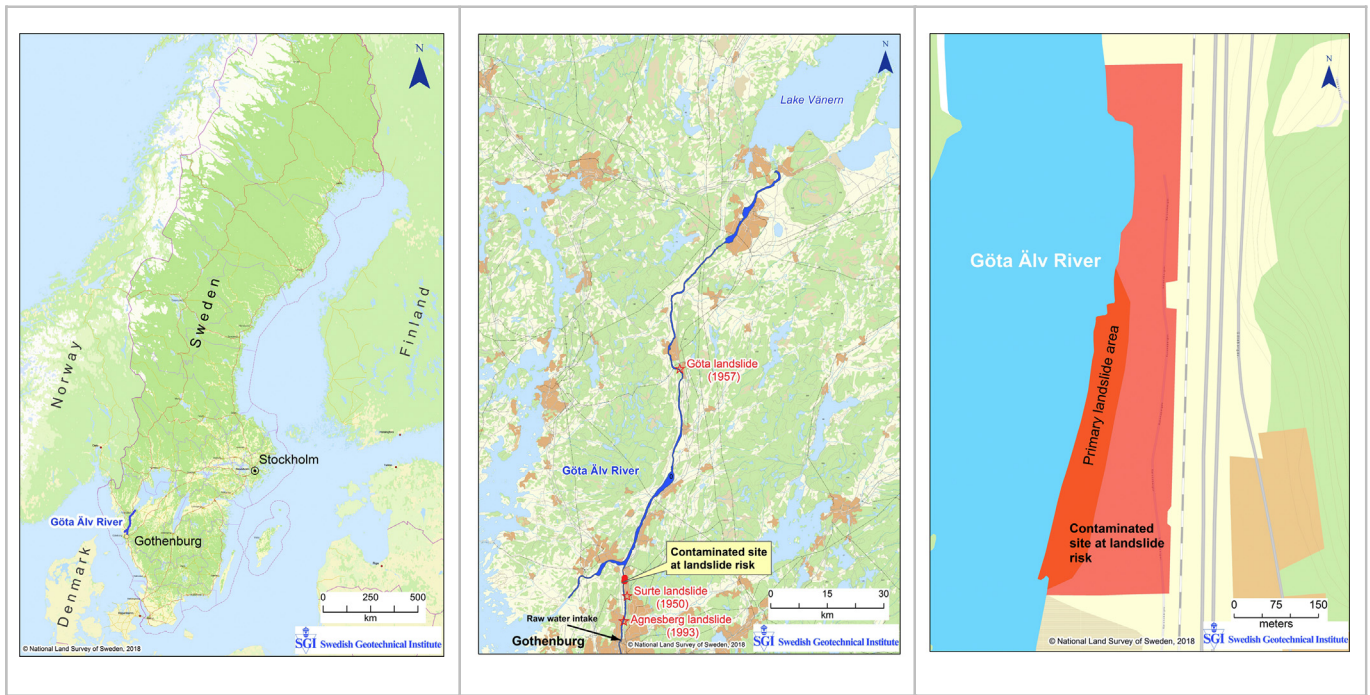 N
Norway
Sweden
Finland
Stockholm
Göta Älv River
Gothenburg
Denmark
0 250 500
km
SGI Swedish Geotechnical Institute
© National Land Survey of Sweden, 2018
N
Lake Vänern
Göta landslide
(1957)
Göta Älv River
Contaminated site
at landslide risk
Surte landslide
(1950)
0 15 30
km
Raw water intake
Agnesberg landslide
(1993)
Gothenburg
© National Land Survey of Sweden, 2018
SGI Swedish Geotechnical Institute
N
Göta Älv River
Primary landslide area
Contaminated
site at landslide
risk
0 75 150
meters
© National Land Survey of Sweden, 2018
SGI Swedish Geotechnical Institute